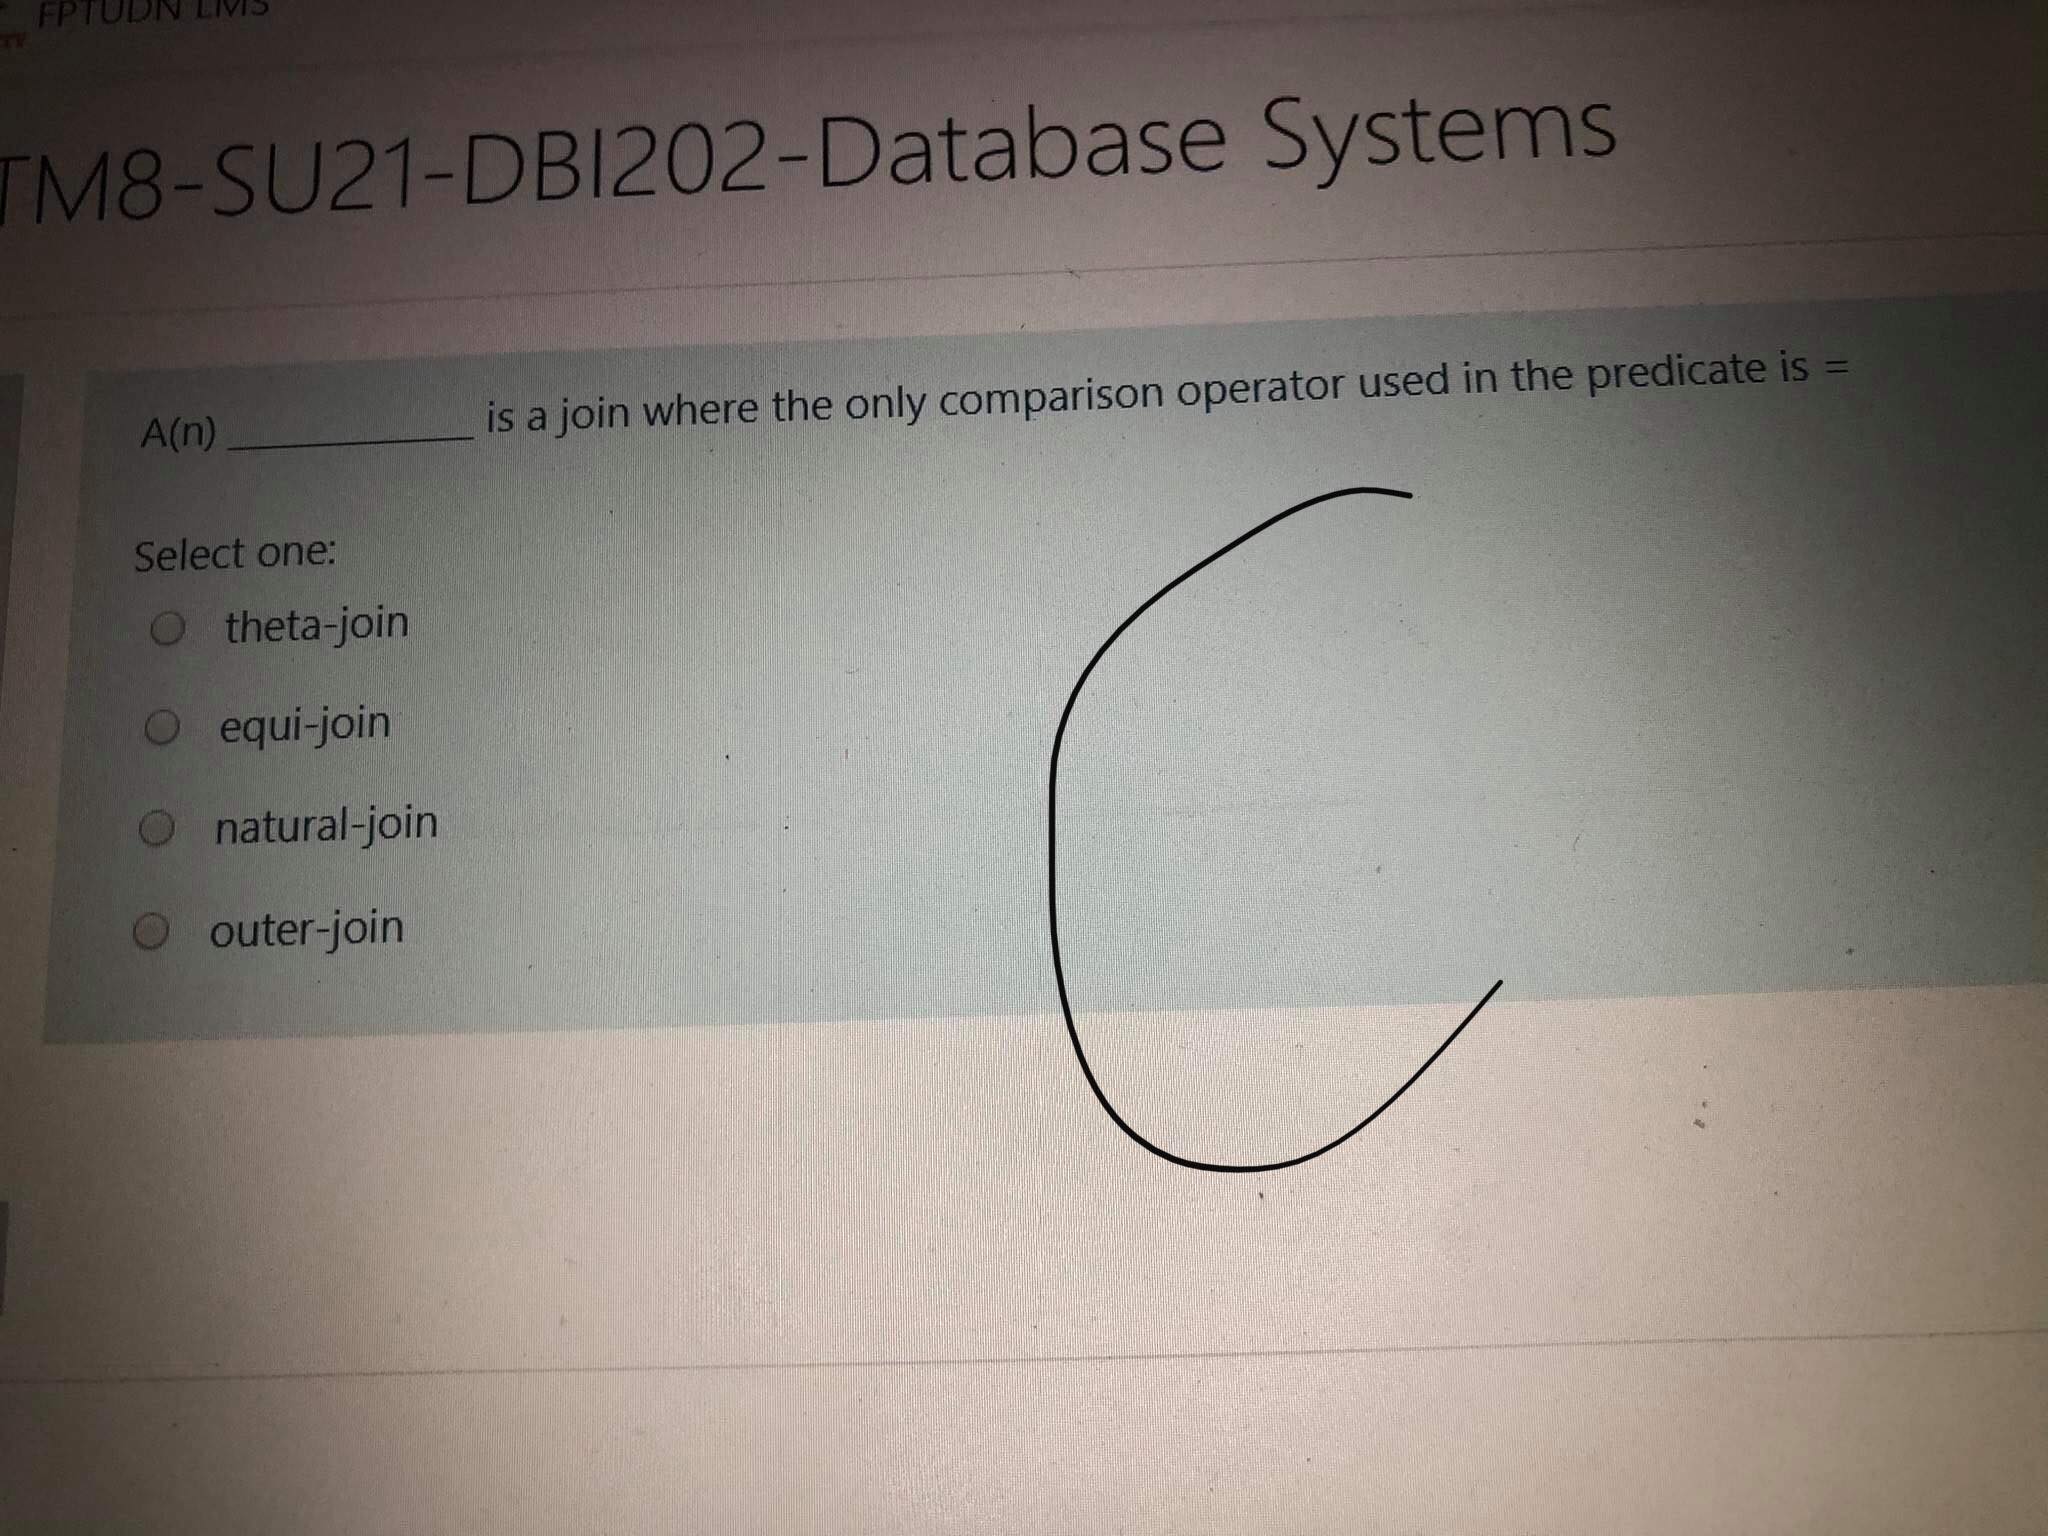 FPTUDN LMS
TM8-SU21-DBI202-Database Systems
A(n) ____________ is a join where the only comparison operator used in the predicate is =
Select one:
theta-join
equi-join
natural-join
outer-join
C